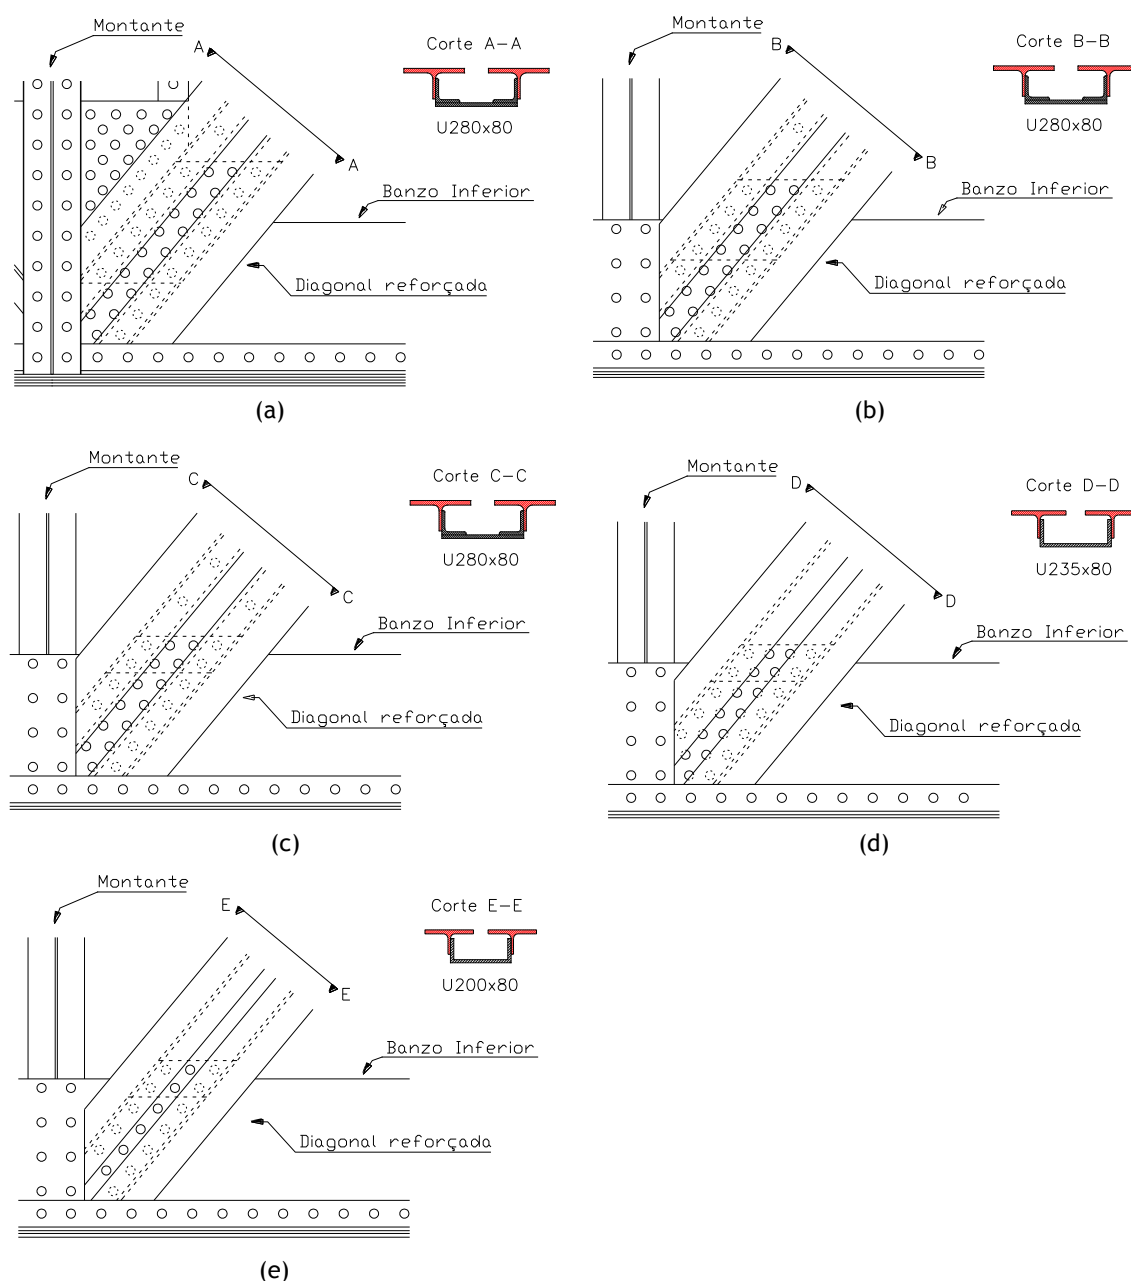 Montante
A
Corte A-A
U280x80
A
Banzo Inferior
Diagonal reforçada
(a)
Montante
B
Corte B-B
U280x80
B
Banzo Inferior
Diagonal reforçada
(b)
Montante
C
Corte C-C
U280x80
C
Banzo Inferior
Diagonal reforçada
(c)
Montante
D
Corte D-D
U235x80
D
Banzo Inferior
Diagonal reforçada
(d)
Montante
E
Corte E-E
U200x80
E
Banzo Inferior
Diagonal reforçada
(e)